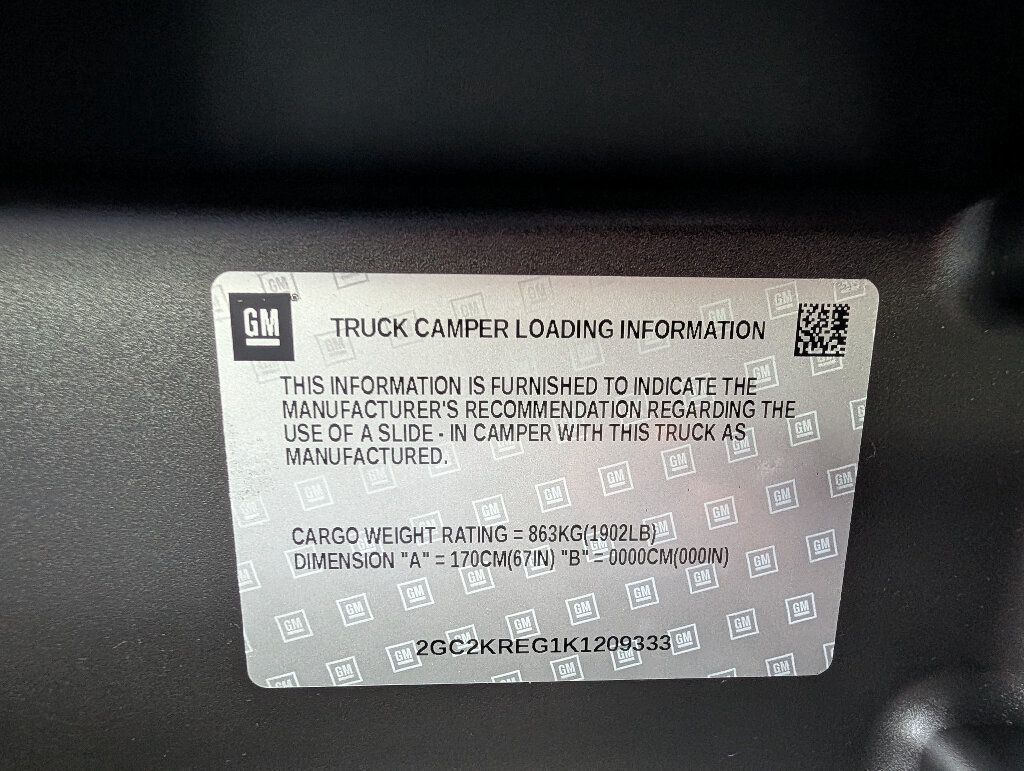 GM
TRUCK CAMPER LOADING INFORMATION
THIS INFORMATION IS FURNISHED TO INDICATE THE
MANUFACTURER'S RECOMMENDATION REGARDING THE
USE OF A SLIDE - IN CAMPER WITH THIS TRUCK AS
MANUFACTURED.
CARGO WEIGHT RATING = 863KG(1902LB)
DIMENSION "A" = 170CM(67IN) "B" = 0000CM(000IN)
2GC2KREG1K1209333